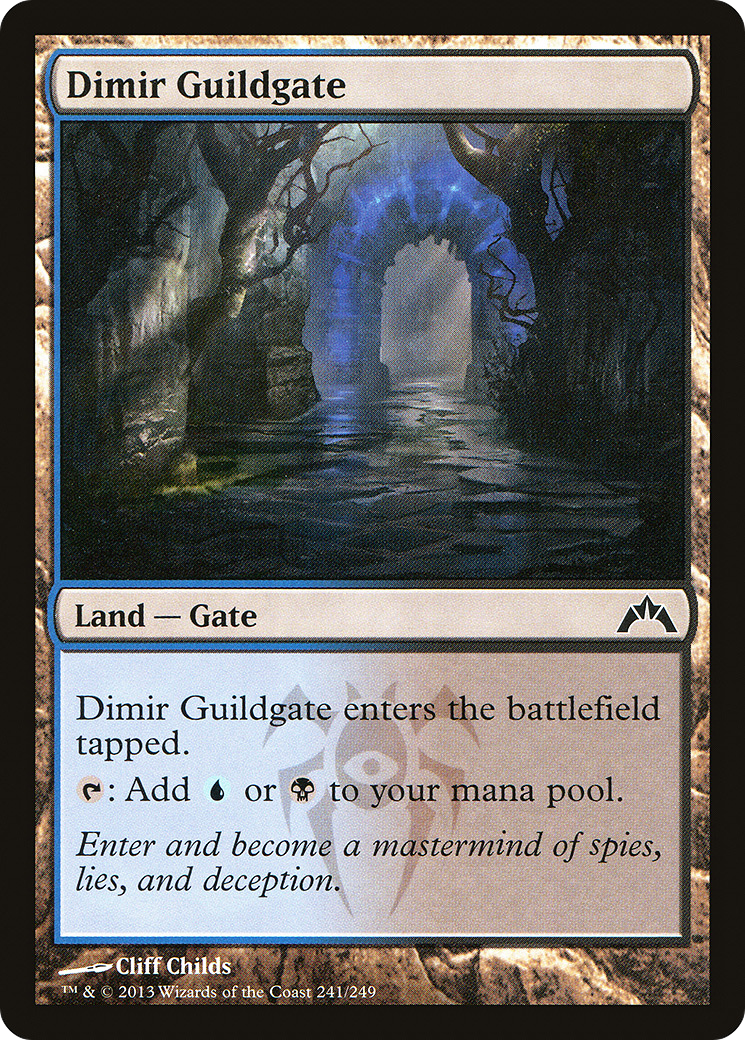 Dimir Guildgate
Land — Gate
Dimir Guildgate enters the battlefield
tapped.
: Add or to your mana pool.
Enter and become a mastermind of spies,
lies, and deception.
Cliff Childs
™ & © 2013 Wizards of the Coast 241/249